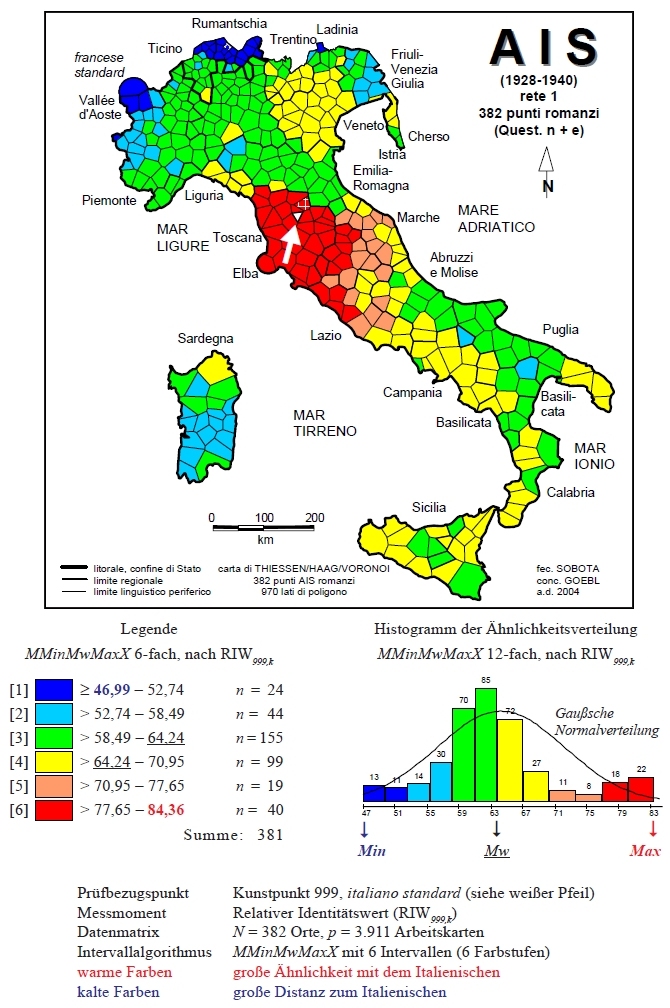 Rumantschia
Ladinia
Ticino
Trentino
francese
standard
Friuli-
Venezia
Giulia
Vallée
d'Aoste
Veneto
Cherso
Istria
Emilia-
Romagna
Piemonte
Liguria
Marche
MAR
LIGURE
MARE
ADRIATICO
Toscana
Elba
Abruzzi
e Molise
Lazio
Puglia
Sardegna
Campania
Basili-
cata
Basilicata
MAR
TIRRENO
MAR
IONIO
Calabria
Sicilia
A I S
(1928-1940)
rete 1
382 punti romanzi
(Quest. n + e)
N
0 100 200
km
litorale, confine di Stato
limite regionale
limite linguistico periferico
carta di THIESSEN/HAAG/VORONOI
382 punti AIS romanzi
970 lati di poligono
fec. SOBOTA
conc. GOEBL
a.d. 2004
Legende
MMinMwMaxX 6-fach, nach RIW999,k
[1] ≥ 46,99 – 52,74 n = 24
[2] > 52,74 – 58,49 n = 44
[3] > 58,49 – 64,24 n = 155
[4] > 64,24 – 70,95 n = 99
[5] > 70,95 – 77,65 n = 19
[6] > 77,65 – 84,36 n = 40
Summe: 381
Histogramm der Ähnlichkeitsverteilung
MMinMwMaxX 12-fach, nach RIW999,k
Gaußsche
Normalverteilung
13 11 14 30 70 85 72 27 11 8 18 22
47 51 55 59 63 67 71 75 79 83
Min Mw Max
Prüfbezugspunkt Kunstpunkt 999, italiano standard (siehe weißer Pfeil)
Messmoment Relativer Identitätswert (RIW999,k)
Datenmatrix N = 382 Orte, p = 3.911 Arbeitskarten
Intervallalgorithmus MMinMwMaxX mit 6 Intervallen (6 Farbstufen)
warme Farben große Ähnlichkeit mit dem Italienischen
kalte Farben große Distanz zum Italienischen